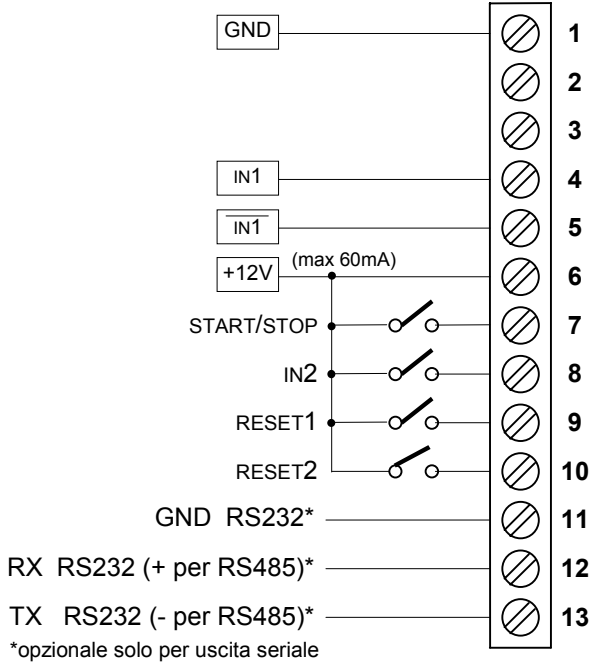 GND 1
2
3
IN1 4
IN1 5
+12V (max 60mA) 6
START/STOP 7
IN2 8
RESET1 9
RESET2 10
GND RS232* 11
RX RS232 (+ per RS485)* 12
TX RS232 (- per RS485)* 13
*opzionale solo per uscita seriale